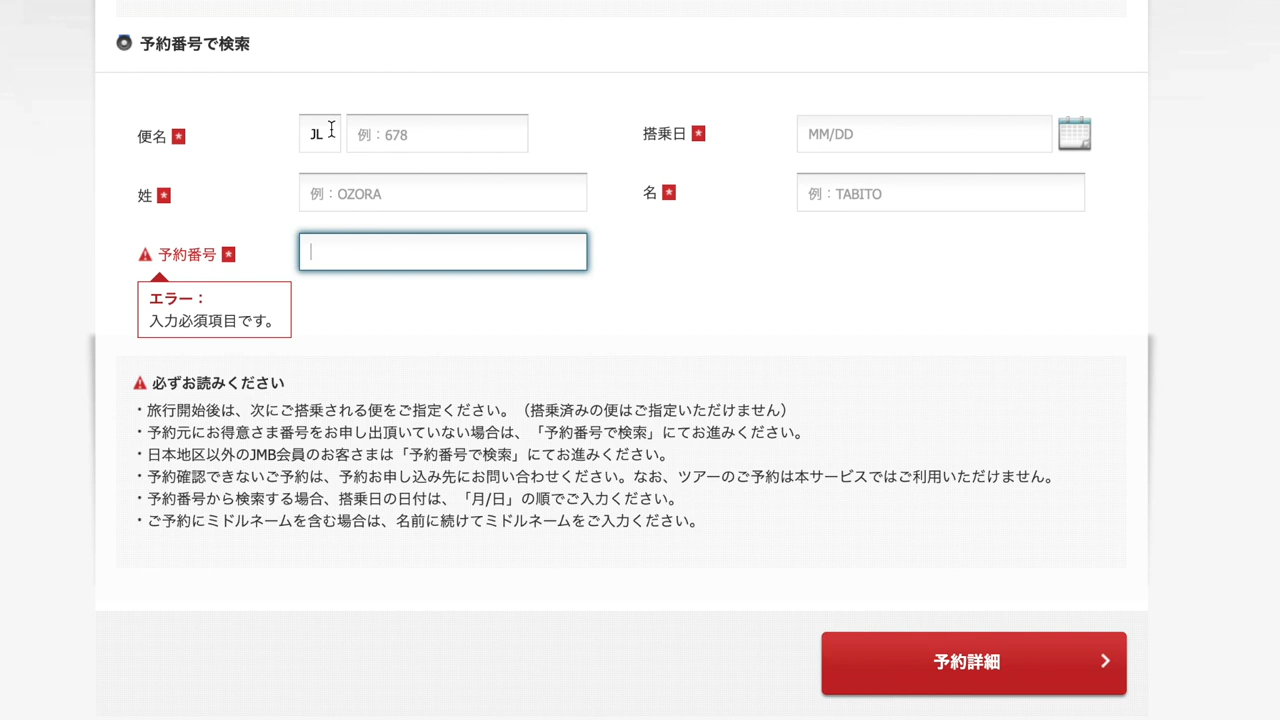 予約番号で検索
便名 * JL 例：678 搭乗日 * MM/DD
姓 * 例：OZORA 名 * 例：TABITO
予約番号 *
エラー：
入力必須項目です。
必ずお読みください
・旅行開始後は、次にご搭乗される便をご指定ください。（搭乗済みの便はご指定いただけません）
・予約元にお得意さま番号をお申し出頂いていない場合は、「予約番号で検索」にてお進みください。
・日本地区以外のJMB会員のお客さまは「予約番号で検索」にてお進みください。
・予約確認できないご予約は、予約お申し込み先にお問い合わせください。なお、ツアーのご予約は本サービスではご利用いただけません。
・予約番号から検索する場合、搭乗日の日付は、「月/日」の順でご入力ください。
・ご予約にミドルネームを含む場合は、名前に続けてミドルネームをご入力ください。
予約詳細